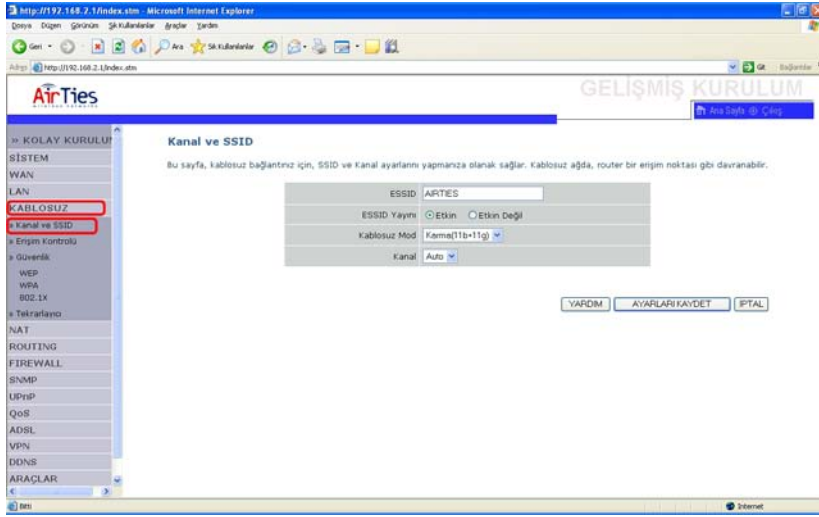 http://192.168.2.1/index.stm - Microsoft Internet Explorer
Dosya Düzen Görünüm Sık Kullanılanlar Araçlar Yardım
Geri Ara Sık Kullanılanlar
Adres http://192.168.2.1/index.stm Git Bağlantılar
AirTies
WIRELESS NETWORKS
GELİŞMİŞ KURULUM
Ana Sayfa Çıkış
» KOLAY KURULU
SİSTEM
WAN
LAN
KABLOSUZ
» Kanal ve SSID
» Erişim Kontrolü
» Güvenlik
WEP
WPA
802.1X
» Tekrarlayıcı
NAT
ROUTING
FIREWALL
SNMP
UPnP
QoS
ADSL
VPN
DDNS
ARAÇLAR
Kanal ve SSID
Bu sayfa, kablosuz bağlantınız için, SSID ve Kanal ayarlarını yapmanıza olanak sağlar. Kablosuz ağda, router bir erişim noktası gibi davranabilir.
ESSID AIRTIES
ESSID Yayını Etkin Etkin Değil
Kablosuz Mod Karma(11b+11g)
Kanal Auto
YARDIM AYARLARI KAYDET İPTAL
Bitti Internet